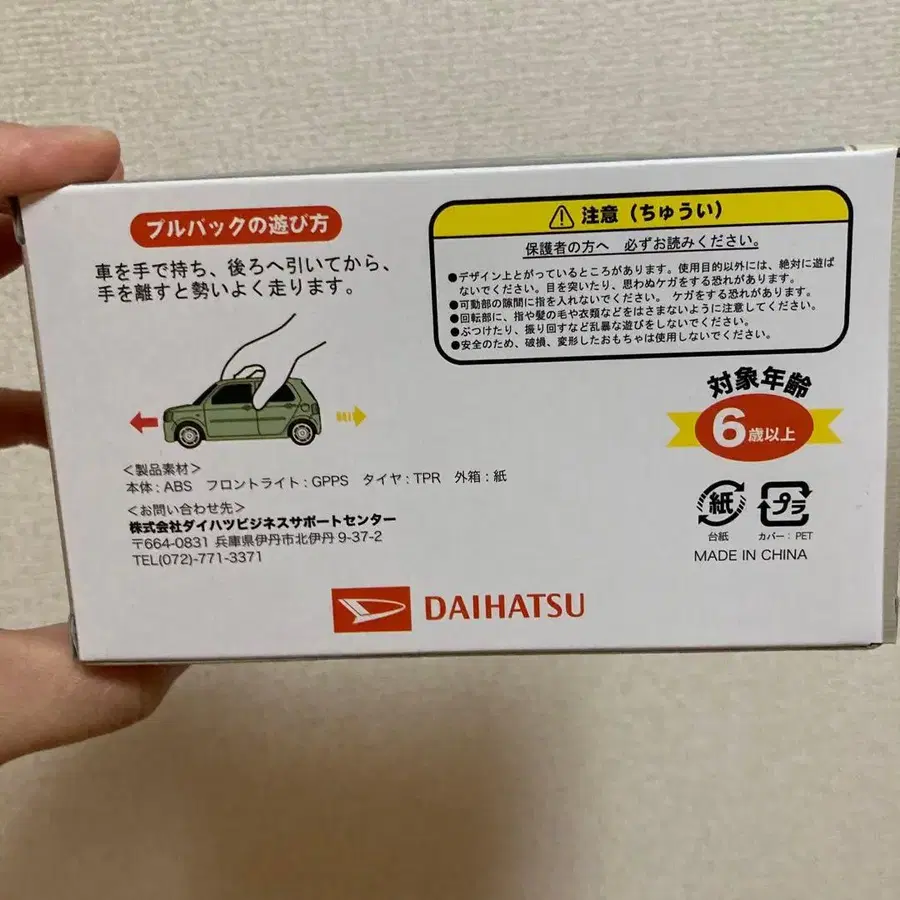 プルバックの遊び方
車を手で持ち、後ろへ引いてから、
手を離すと勢いよく走ります。
<製品素材>
本体:ABS フロントライト:GPPS タイヤ:TPR 外箱:紙
<お問い合わせ先>
株式会社ダイハツビジネスサポートセンター
〒664-0831 兵庫県伊丹市北伊丹 9-37-2
TEL(072)-771-3371
注意(ちゅうい)
保護者の方へ 必ずお読みください。
●デザイン上とがっているところがあります。使用目的以外には、絶対に遊ば
ないでください。目を突いたり、思わぬケガをする恐れがあります。
●可動部の隙間に指を入れないでください。 ケガをする恐れがあります。
●回転部に、指や髪の毛や衣類などをはさまないように注意してください。
●ぶつけたり、振り回すなど乱暴な遊びをしないでください。
●安全のため、破損、変形したおもちゃは使用しないでください。
対象年齢
6歳以上
紙 プラ
台紙 カバー:PET
MADE IN CHINA
DAIHATSU